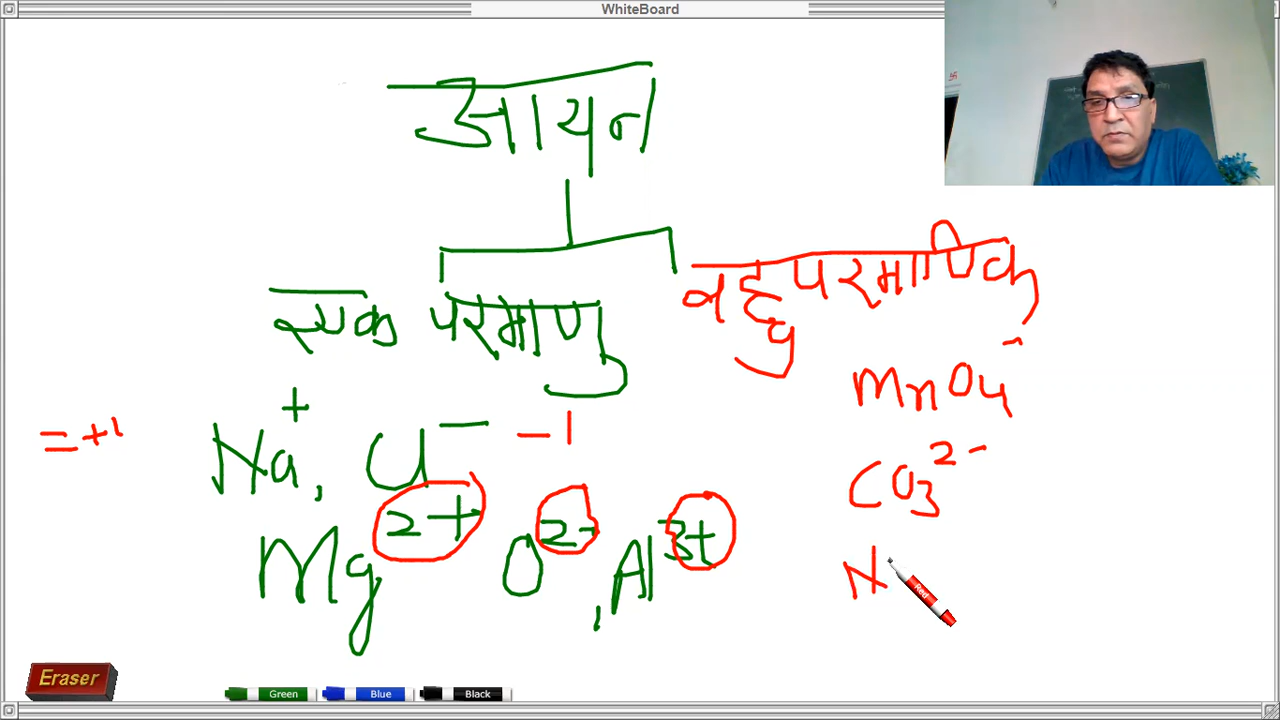 WhiteBoard
आयन
एक परमाणु
बहुपरमाणिक
= +1
Na⁺, Cl⁻ -1
Mg²⁺ O²⁻, Al³⁺
MnO4⁻
CO3²⁻
N
Eraser
Green Blue Black
Red